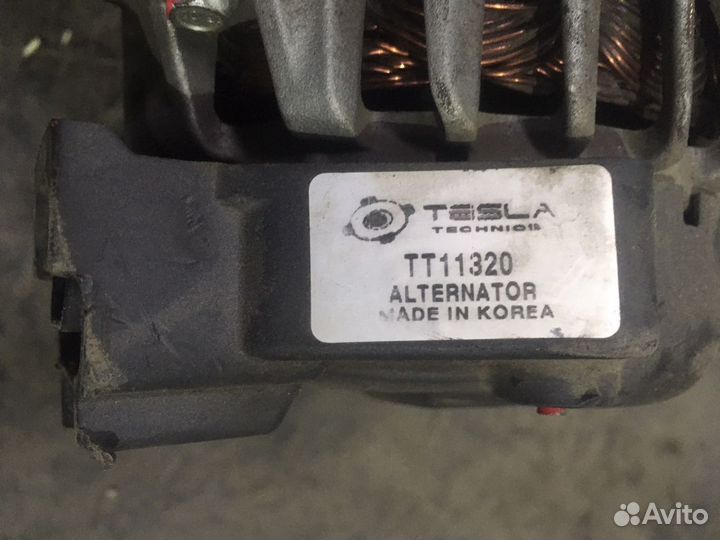 TESLA
TECHNICS
TT11320
ALTERNATOR
MADE IN KOREA
Avito